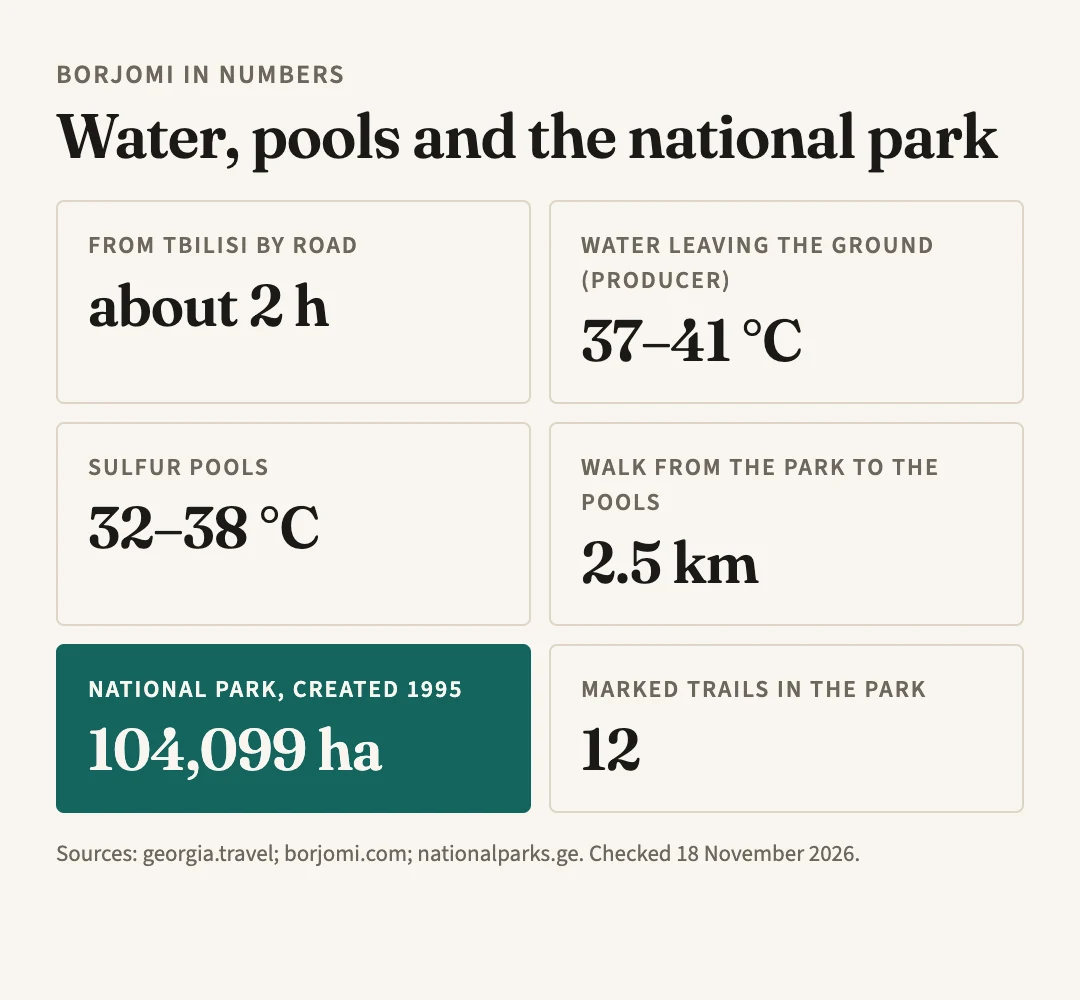 BORJOMI IN NUMBERS
Water, pools and the national park
FROM TBILISI BY ROAD
about 2 h
WATER LEAVING THE GROUND
(PRODUCER)
37–41 °C
SULFUR POOLS
32–38 °C
WALK FROM THE PARK TO THE
POOLS
2.5 km
NATIONAL PARK, CREATED 1995
104,099 ha
MARKED TRAILS IN THE PARK
12
Sources: georgia.travel; borjomi.com; nationalparks.ge. Checked 18 November 2026.